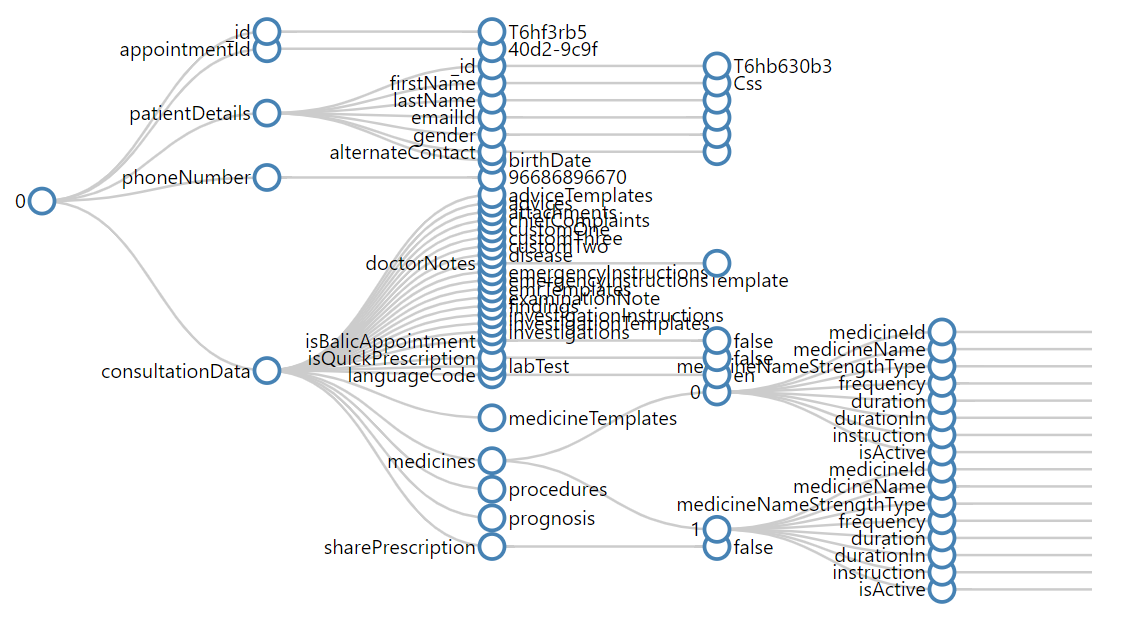 _id
T6hf3rb5
appointmentId
40d2-9c9f
_id
T6hb630b3
firstName
Css
lastName
emailId
patientDetails
gender
alternateContact
birthDate
phoneNumber
96686896670
0
adviceTemplates
advices
attachments
chiefComplaints
customOne
customThree
customTwo
disease
doctorNotes
emergencyInstructions
emergencyInstructionsTemplate
emrTemplates
examinationNote
findings
investigationInstructions
investigationTemplates
investigations
isBalicAppointment
false
isQuickPrescription
false
labTest
languageCode
en
medicineNameStrengthType
medicineId
medicineName
frequency
duration
durationIn
instruction
isActive
0
consultationData
medicineTemplates
medicines
procedures
prognosis
1
medicineId
medicineName
medicineNameStrengthType
frequency
duration
durationIn
instruction
isActive
sharePrescription
false